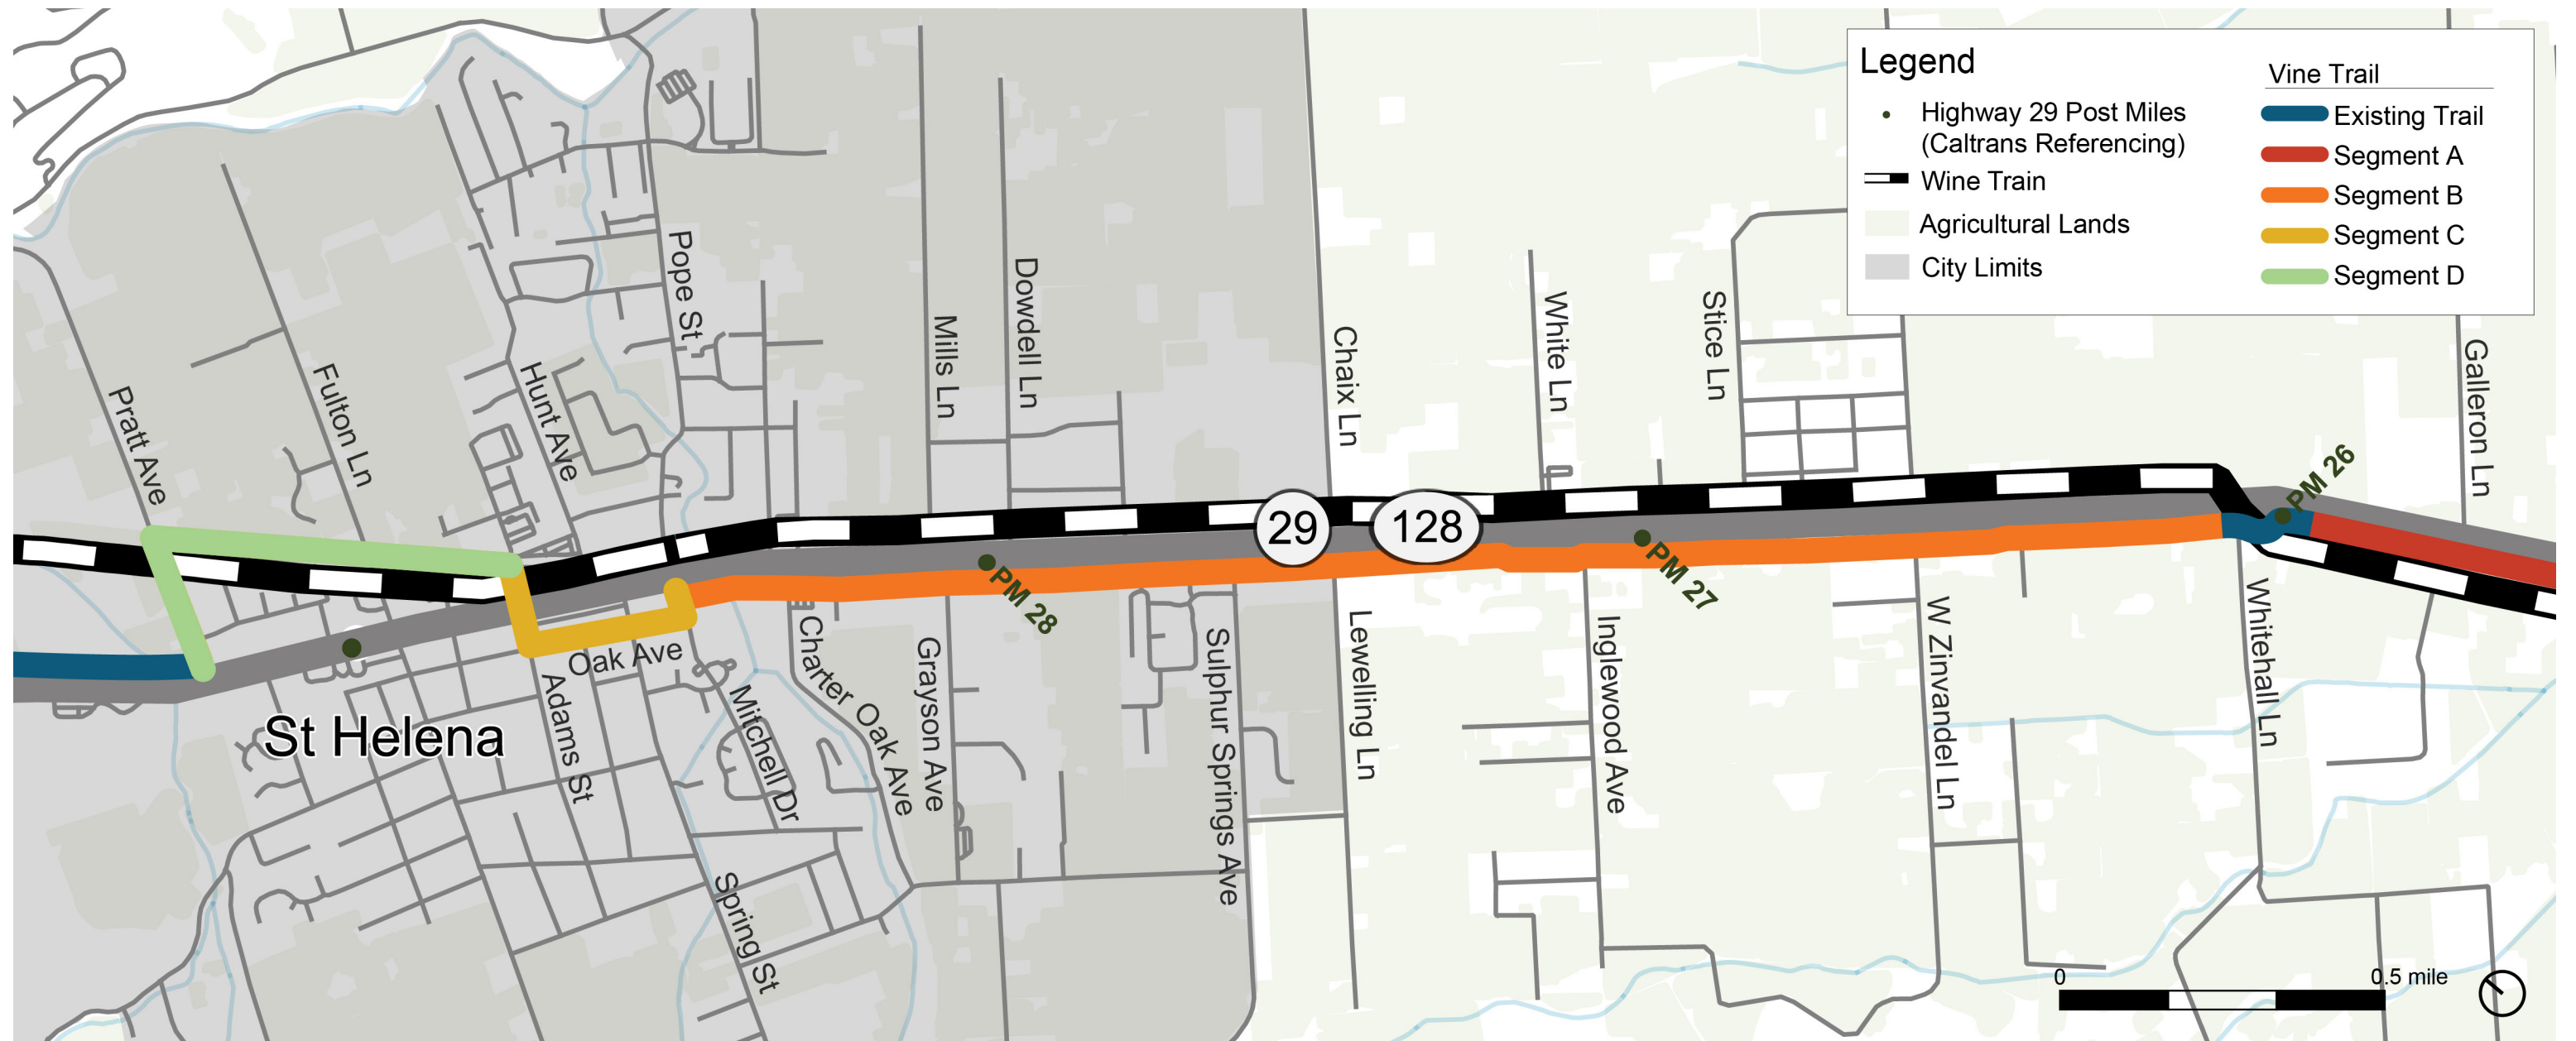 Legend
Highway 29 Post Miles
(Caltrans Referencing)
Wine Train
Agricultural Lands
City Limits
Vine Trail
Existing Trail
Segment A
Segment B
Segment C
Segment D
Pratt Ave
Fulton Ln
Hunt Ave
Pope St
Mills Ln
Dowdell Ln
Chaix Ln
White Ln
Stice Ln
Galleron Ln
29
128
PM 28
PM 27
PM 26
St Helena
Oak Ave
Adams St
Mitchell Dr
Spring St
Charter Oak Ave
Grayson Ave
Sulphur Springs Ave
Lewelling Ln
Inglewood Ave
W Zinvandel Ln
Whitehall Ln
0
0.5 mile